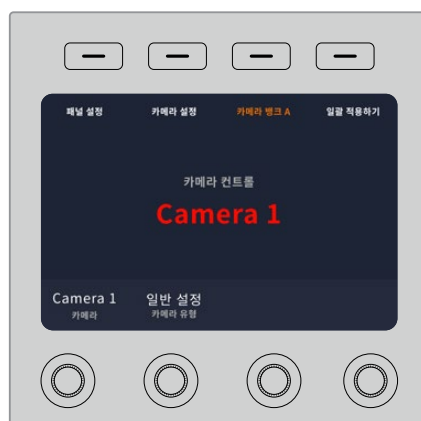 패널 설정 카메라 설정 카메라 뱅크 A 일괄 적용하기
카메라 컨트롤
Camera 1
Camera 1 일반 설정
카메라 카메라 유형